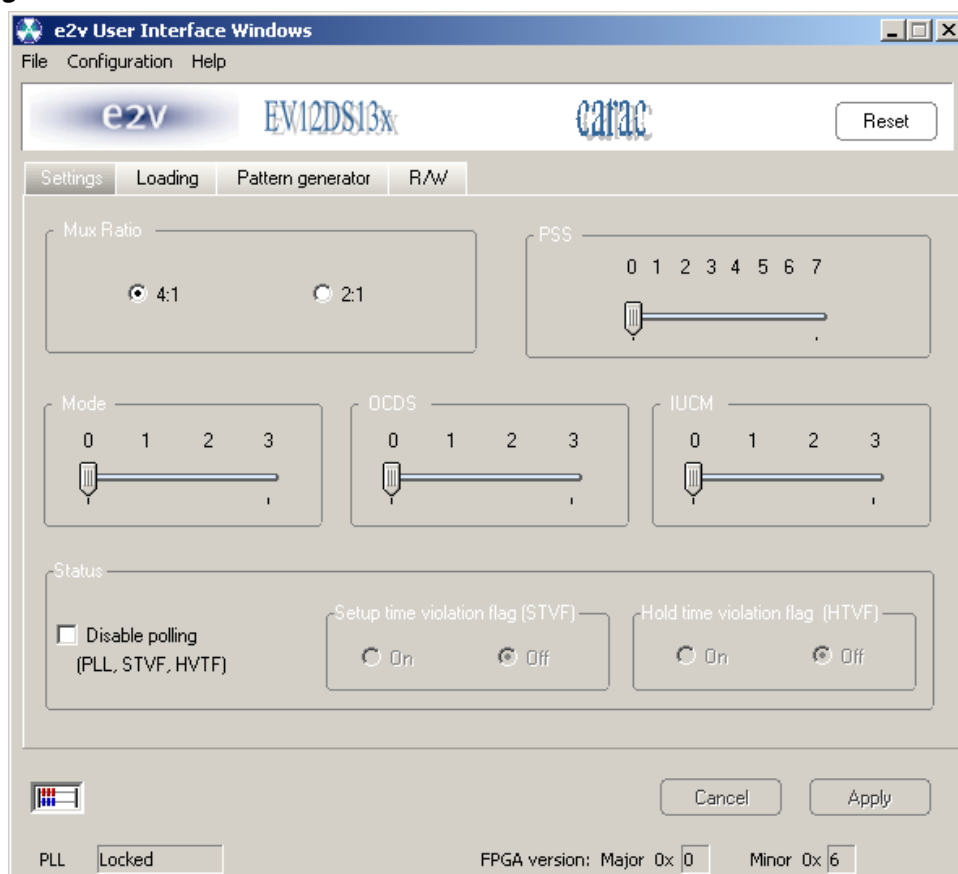 g
e2v User Interface Windows
File Configuration Help
e2v EV12DS13x carac Reset
Settings Loading Pattern generator R/W
Mux Ratio
4:1 2:1
PSS
0 1 2 3 4 5 6 7
Mode
0 1 2 3
OCDS
0 1 2 3
IUCM
0 1 2 3
Status
Disable polling
(PLL, STVF, HVTF)
Setup time violation flag (STVF)
On Off
Hold time violation flag (HTVF)
On Off
Cancel Apply
PLL Locked FPGA version: Major 0x 0 Minor 0x 6